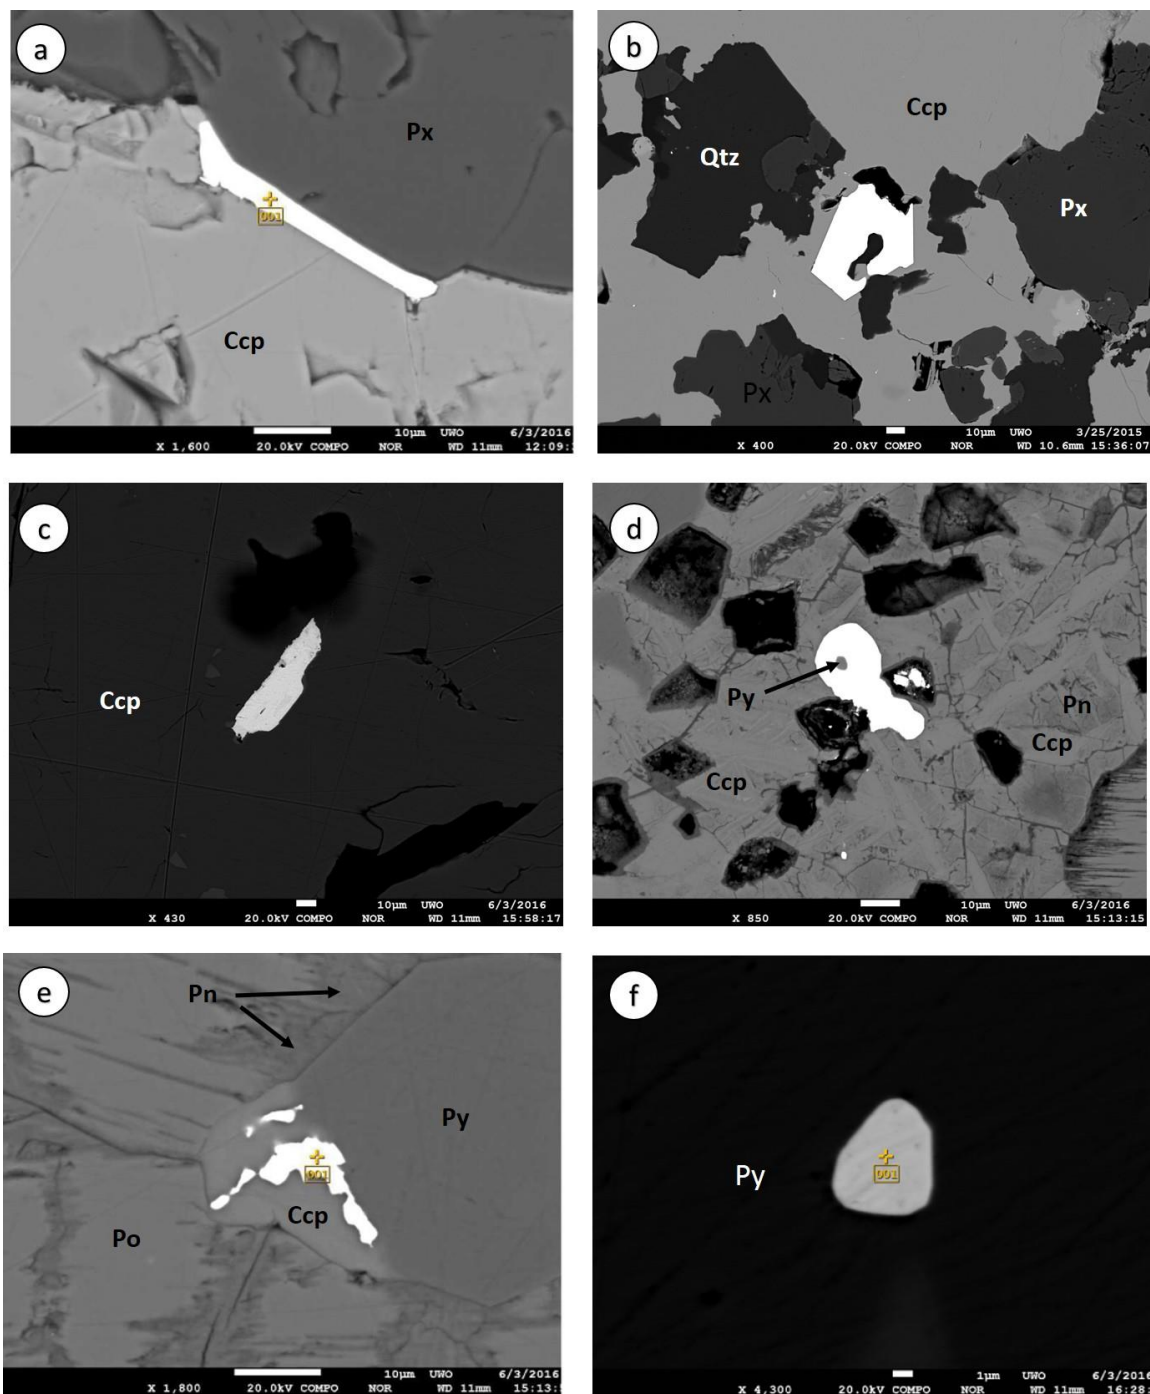 a
Px
001
Ccp
10μm UWO 6/3/2016
X 1,600 20.0kV COMPO NOR WD 11mm 12:09:
b
Ccp
Qtz
Px
Px
10μm UWO 3/25/2015
X 400 20.0kV COMPO NOR WD 10.6mm 15:36:07
c
Ccp
10μm UWO 6/3/2016
X 430 20.0kV COMPO NOR WD 11mm 15:58:17
d
Py
Pn
Ccp
Ccp
10μm UWO 6/3/2016
X 850 20.0kV COMPO NOR WD 11mm 15:13:15
e
Pn
Py
001
Ccp
Po
10μm UWO 6/3/2016
X 1,800 20.0kV COMPO NOR WD 11mm 15:13:
f
Py
001
1μm UWO 6/3/2016
X 4,300 20.0kV COMPO NOR WD 11mm 16:28